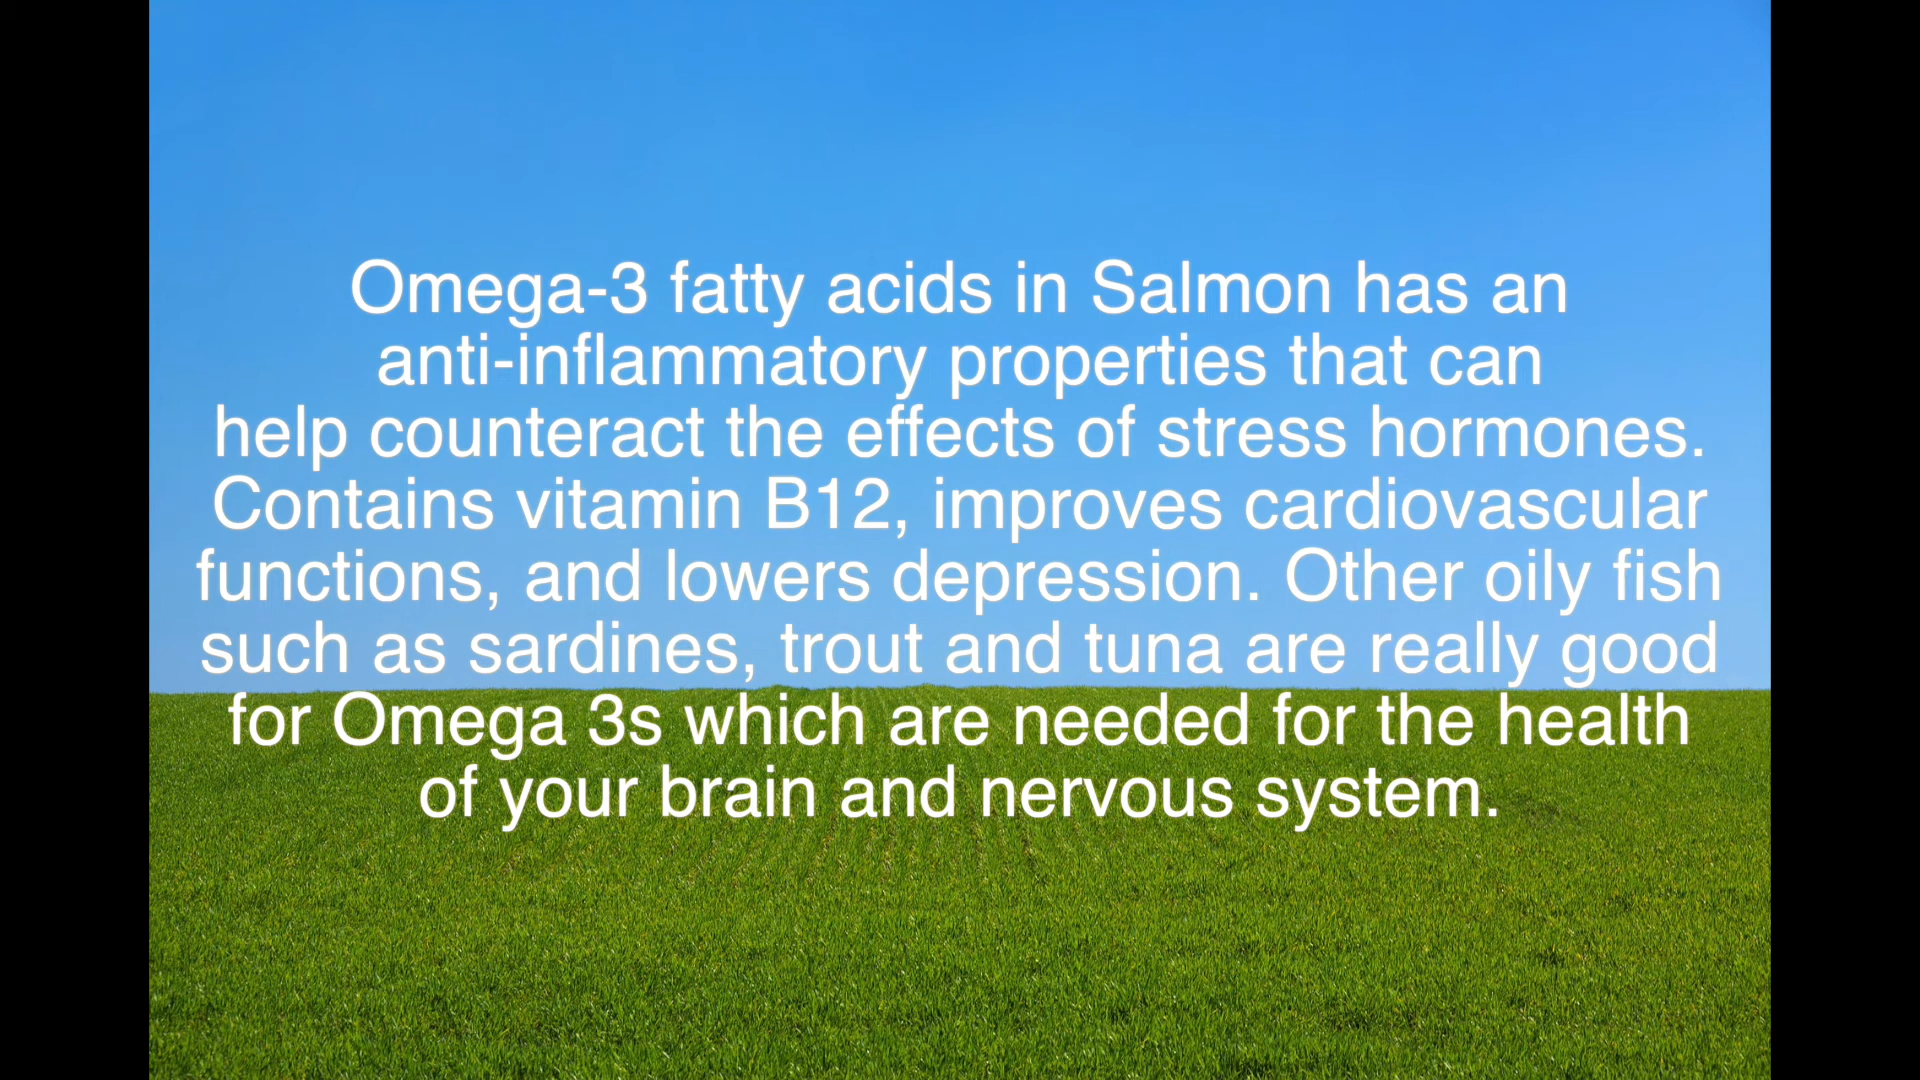 Omega-3 fatty acids in Salmon has an
anti-inflammatory properties that can
help counteract the effects of stress hormones.
Contains vitamin B12, improves cardiovascular
functions, and lowers depression. Other oily fish
such as sardines, trout and tuna are really good
for Omega 3s which are needed for the health
of your brain and nervous system.